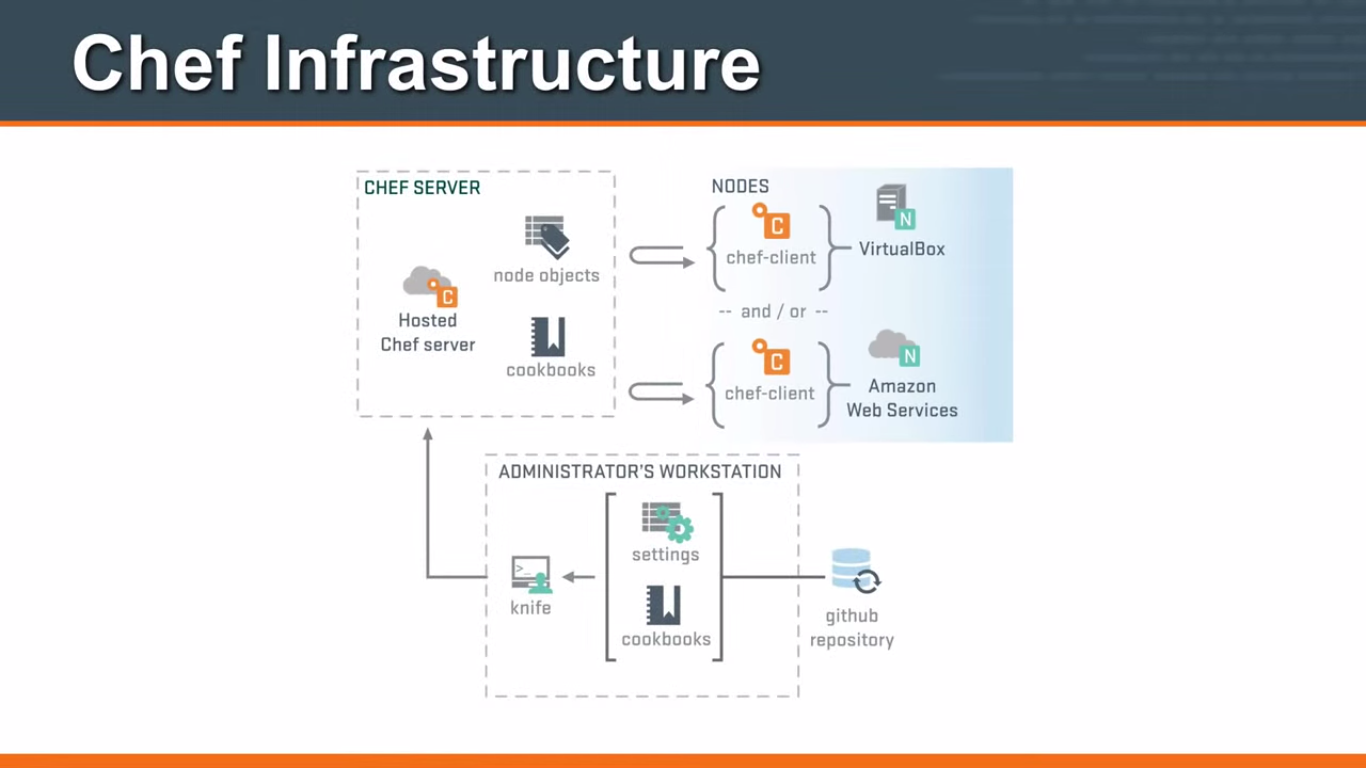 Chef Infrastructure
CHEF SERVER
node objects
C
Hosted
Chef server
cookbooks
NODES
C
chef-client
N
VirtualBox
-- and / or --
C
chef-client
N
Amazon
Web Services
ADMINISTRATOR'S WORKSTATION
settings
>_
knife
cookbooks
github
repository